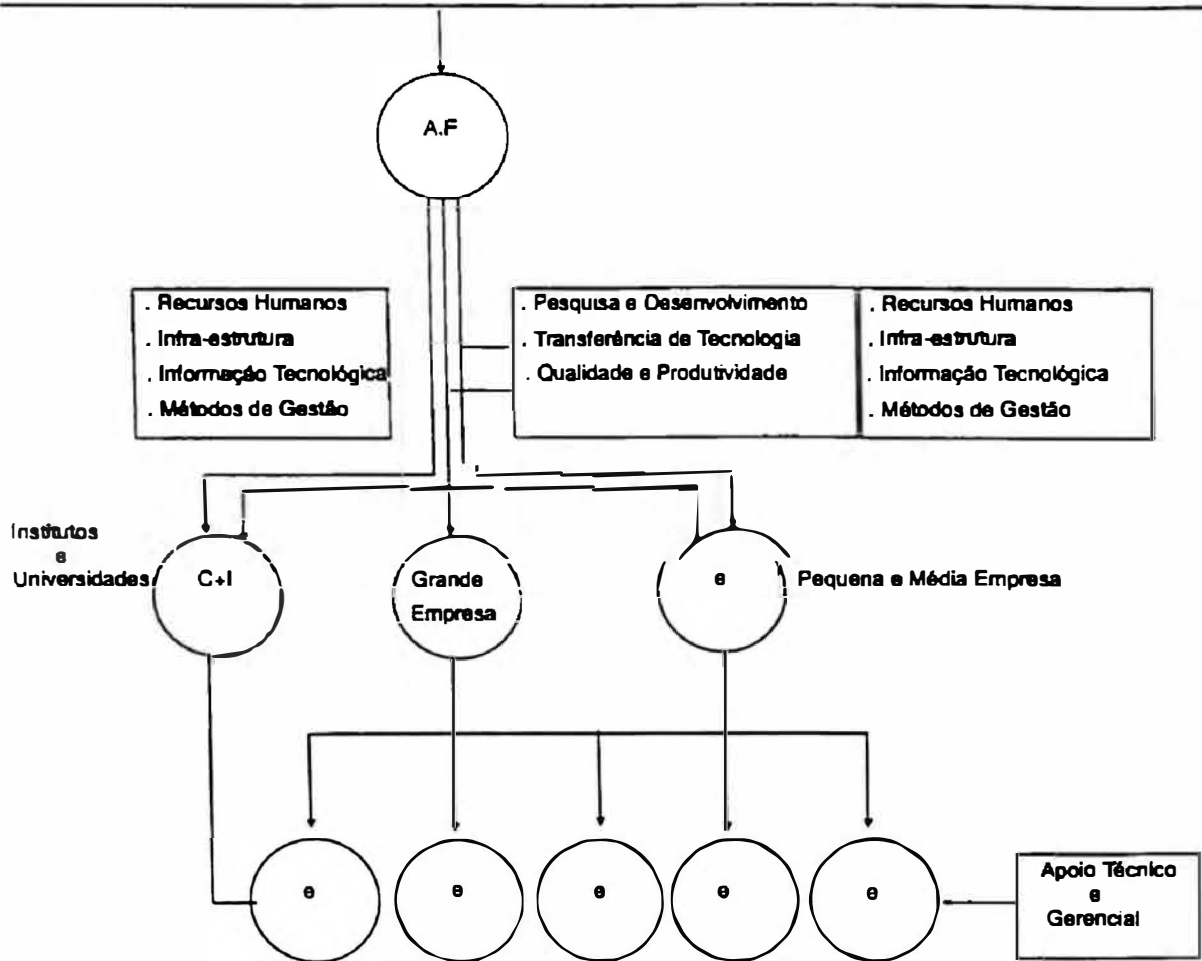 A.F
. Recursos Humanos
. Infra-estrutura
. Informação Tecnológica
. Métodos de Gestão
. Pesquisa e Desenvolvimento
. Transferência de Tecnologia
. Qualidade e Produtividade
. Recursos Humanos
. Infra-estrutura
. Informação Tecnológica
. Métodos de Gestão
Institutos
e
Universidades
C+I
Grande
Empresa
e
Pequena e Média Empresa
e
e
e
e
e
Apoio Técnico
e
Gerencial